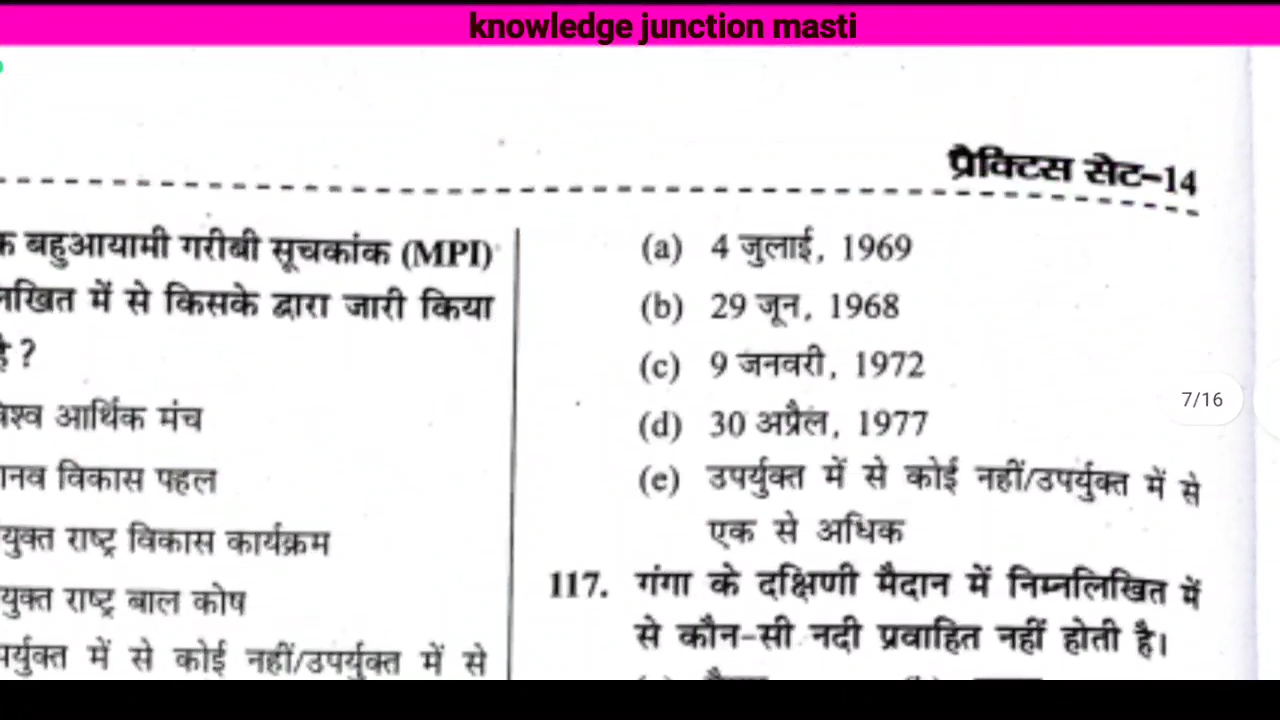 knowledge junction masti
प्रैक्टिस सेट-14
बहुआयामी गरीबी सूचकांक (MPI)
में से किसके द्वारा जारी किया
?
आर्थिक मंच
विकास पहल
राष्ट्र विकास कार्यक्रम
राष्ट्र बाल कोष
में से कोई नहीं/उपर्युक्त में से
(a) 4 जुलाई, 1969
(b) 29 जून, 1968
(c) 9 जनवरी, 1972
(d) 30 अप्रैल, 1977
(e) उपर्युक्त में से कोई नहीं/उपर्युक्त में से
एक से अधिक
117. गंगा के दक्षिणी मैदान में निम्नलिखित में
से कौन-सी नदी प्रवाहित नहीं होती है।
7/16